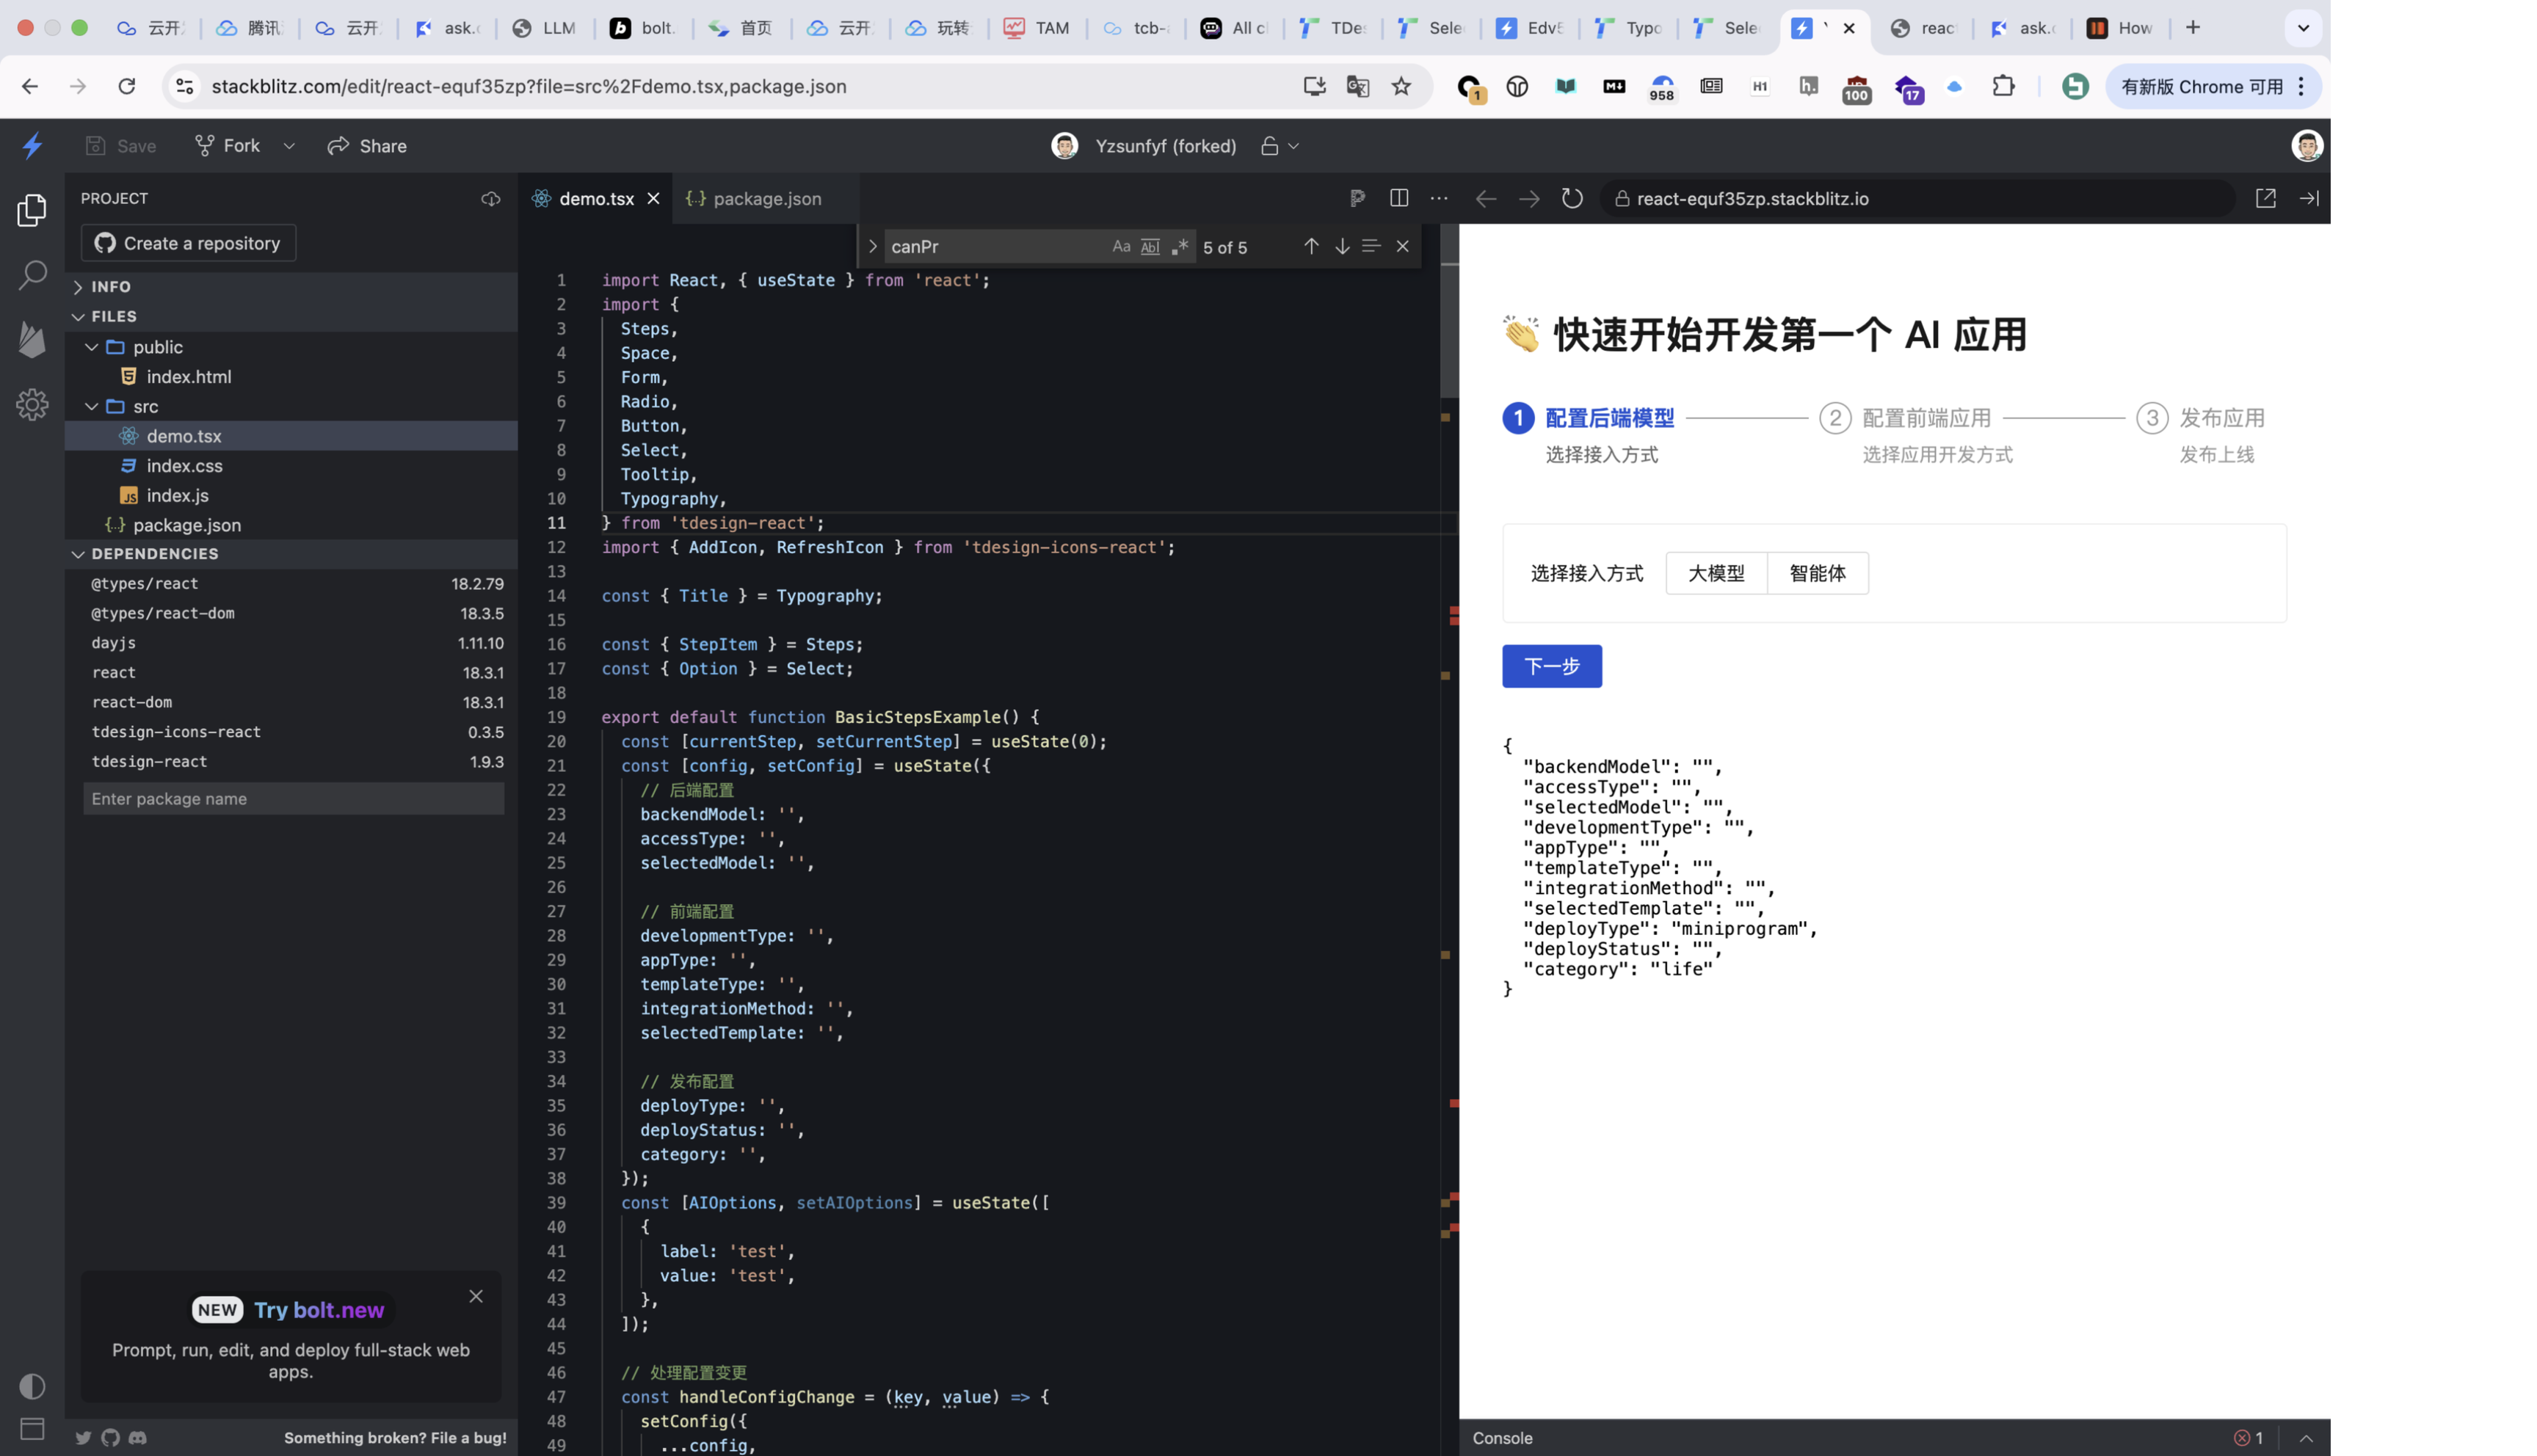 云开
腾讯
云开
ask.
LLM
bolt.
首页
云开
玩转
TAM
tcb-
All c
TDes
Sele
Edv5
Typo
Sele
reac
ask.
How
stackblitz.com/edit/react-equf35zp?file=src%2Fdemo.tsx,package.json
1
M
958
H1
h.
100
17
有新版 Chrome 可用
Save
Fork
Share
Yzsunfyf (forked)
PROJECT
Create a repository
INFO
FILES
public
index.html
src
demo.tsx
index.css
JS index.js
{..} package.json
DEPENDENCIES
@types/react 18.2.79
@types/react-dom 18.3.5
dayjs 1.11.10
react 18.3.1
react-dom 18.3.1
tdesign-icons-react 0.3.5
tdesign-react 1.9.3
Enter package name
NEW Try bolt.new
Prompt, run, edit, and deploy full-stack web
apps.
Something broken? File a bug!
demo.tsx
{..} package.json
canPr
Aa Abl .* 5 of 5
1 import React, { useState } from 'react';
2 import {
3 Steps,
4 Space,
5 Form,
6 Radio,
7 Button,
8 Select,
9 Tooltip,
10 Typography,
11 } from 'tdesign-react';
12 import { AddIcon, RefreshIcon } from 'tdesign-icons-react';
13
14 const { Title } = Typography;
15
16 const { StepItem } = Steps;
17 const { Option } = Select;
18
19 export default function BasicStepsExample() {
20 const [currentStep, setCurrentStep] = useState(0);
21 const [config, setConfig] = useState({
22 // 后端配置
23 backendModel: '',
24 accessType: '',
25 selectedModel: '',
26
27 // 前端配置
28 developmentType: '',
29 appType: '',
30 templateType: '',
31 integrationMethod: '',
32 selectedTemplate: '',
33
34 // 发布配置
35 deployType: '',
36 deployStatus: '',
37 category: '',
38 });
39 const [AIOptions, setAIOptions] = useState([
40 {
41 label: 'test',
42 value: 'test',
43 },
44 ]);
45
46 // 处理配置变更
47 const handleConfigChange = (key, value) => {
48 setConfig({
49 ...config,
react-equf35zp.stackblitz.io
👏 快速开始开发第一个 AI 应用
1 配置后端模型
选择接入方式
2 配置前端应用
选择应用开发方式
3 发布应用
发布上线
选择接入方式 大模型 智能体
下一步
{
"backendModel": "",
"accessType": "",
"selectedModel": "",
"developmentType": "",
"appType": "",
"templateType": "",
"integrationMethod": "",
"selectedTemplate": "",
"deployType": "miniprogram",
"deployStatus": "",
"category": "life"
}
Console
1